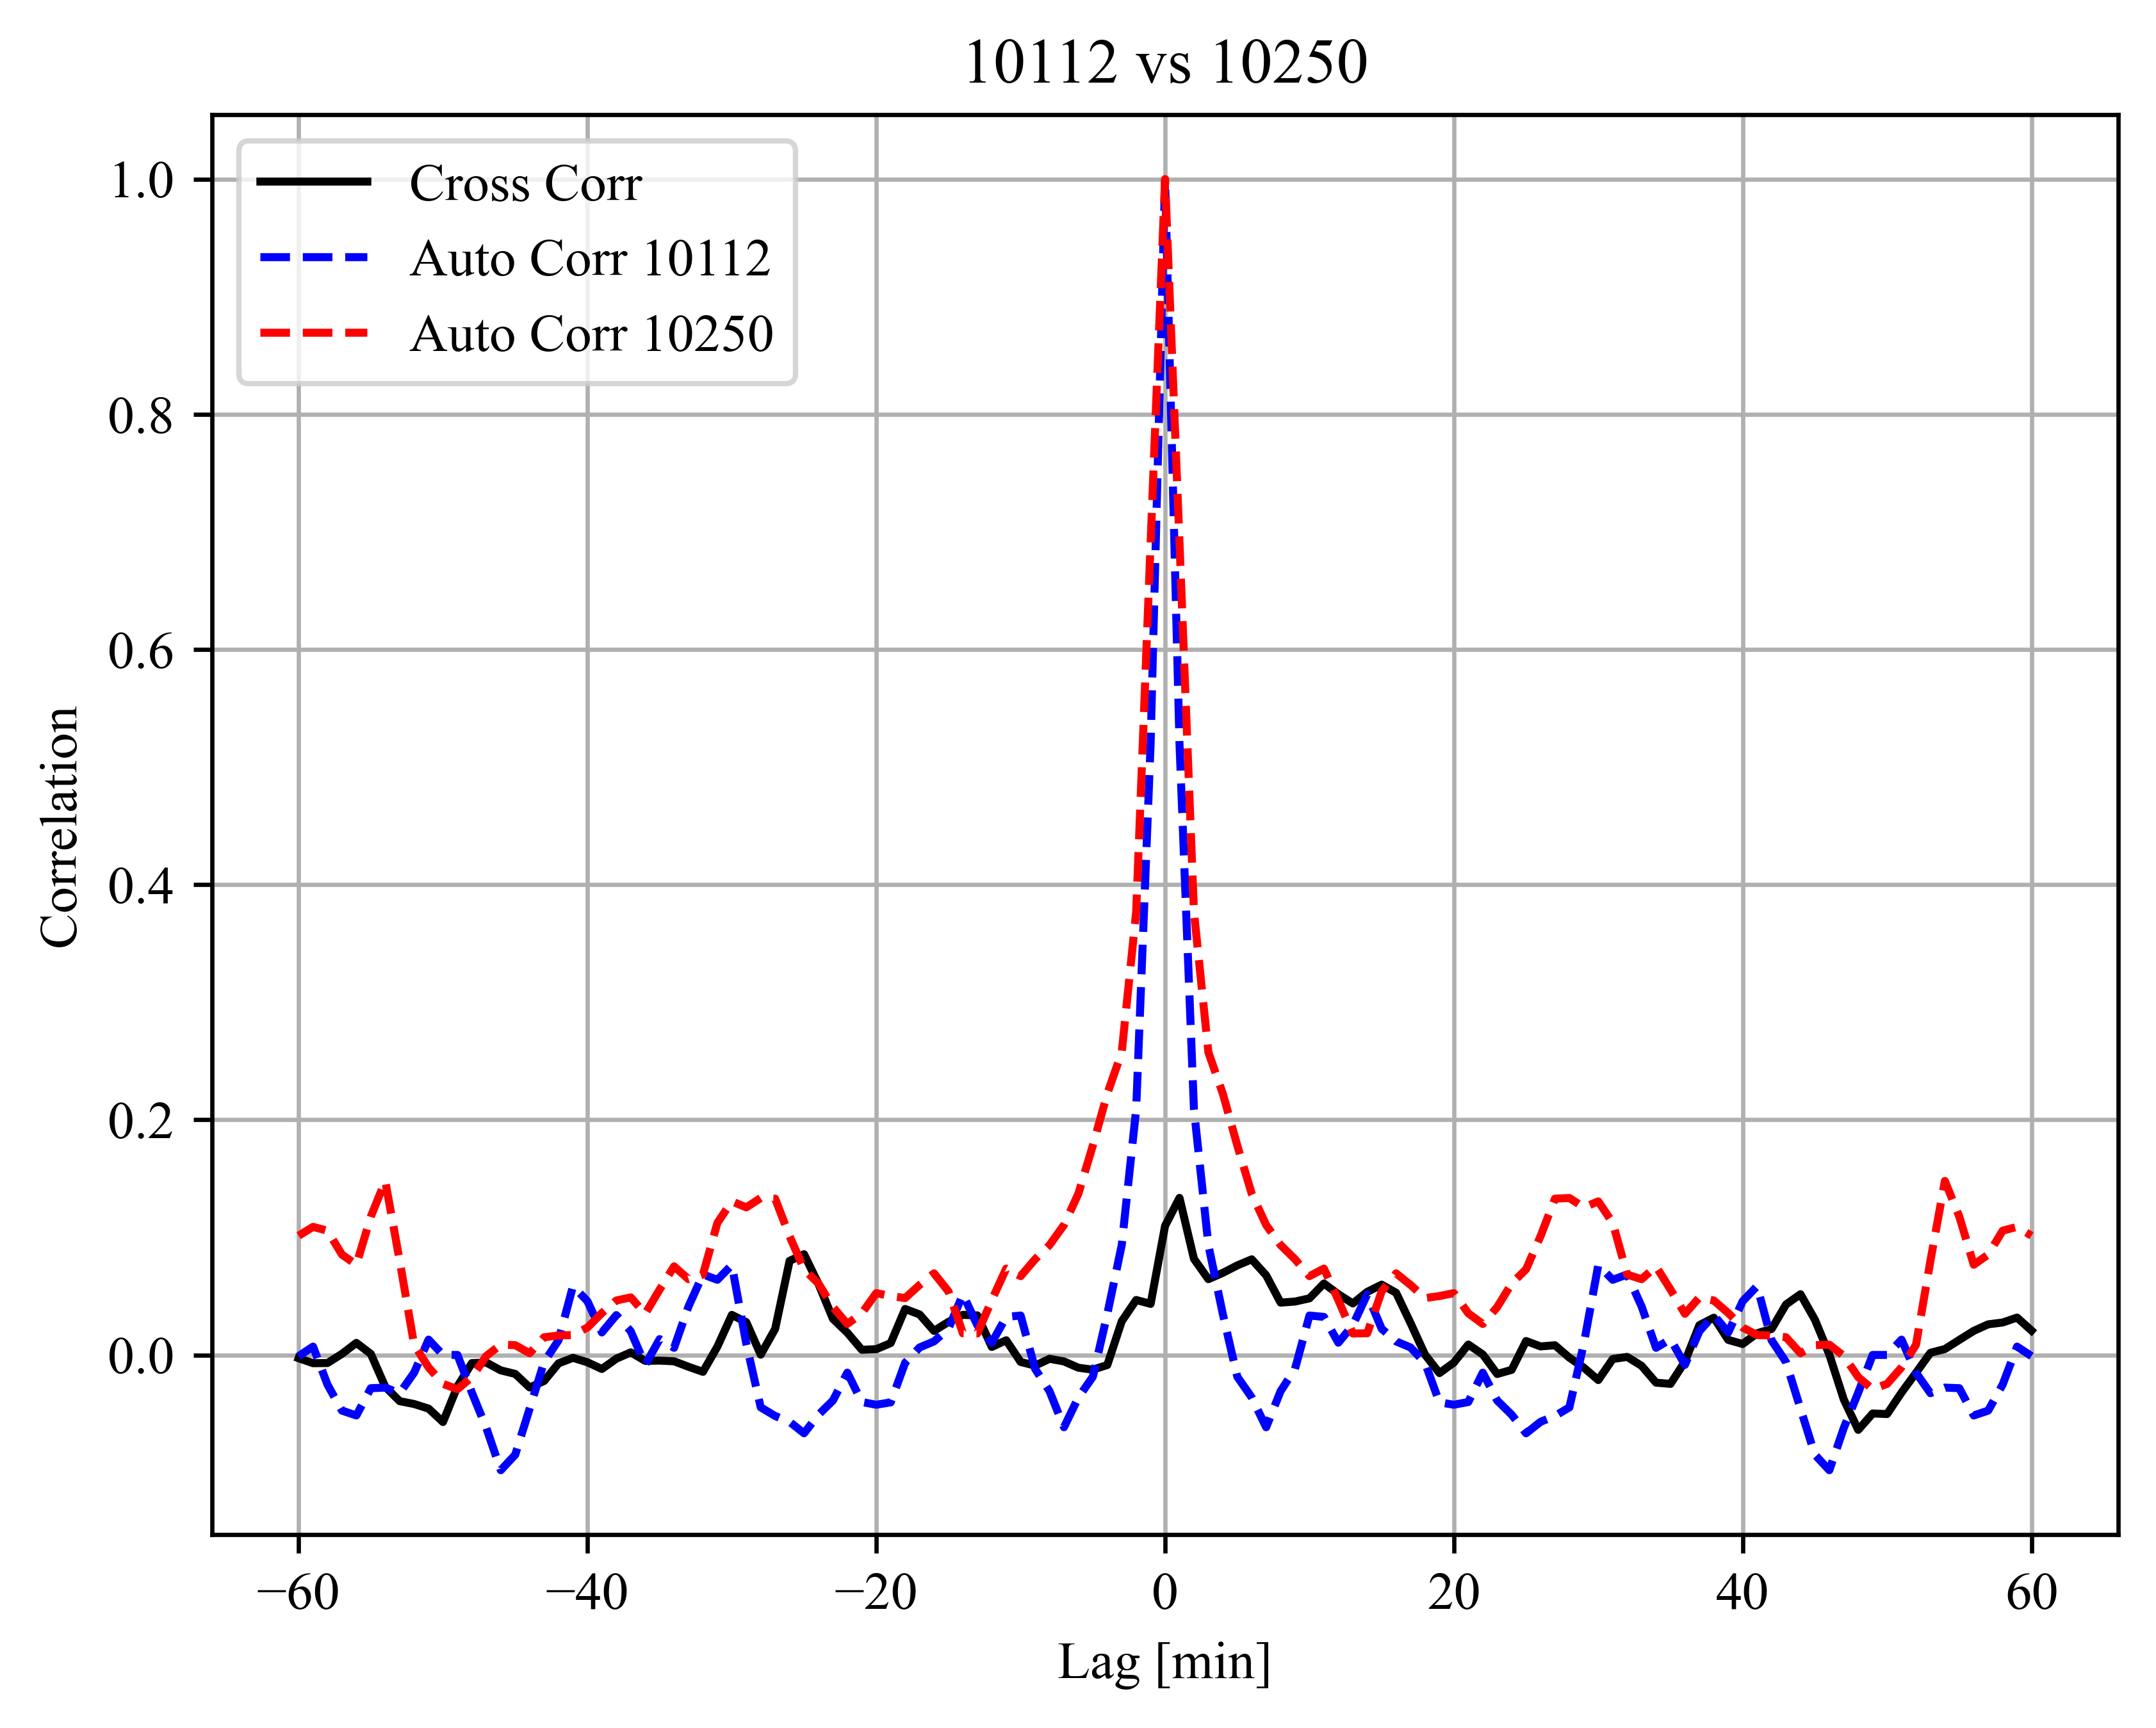 10112 vs 10250
Cross Corr
Auto Corr 10112
Auto Corr 10250
1.0
0.8
0.6
0.4
0.2
0.0
Correlation
−60
−40
−20
0
20
40
60
Lag [min]